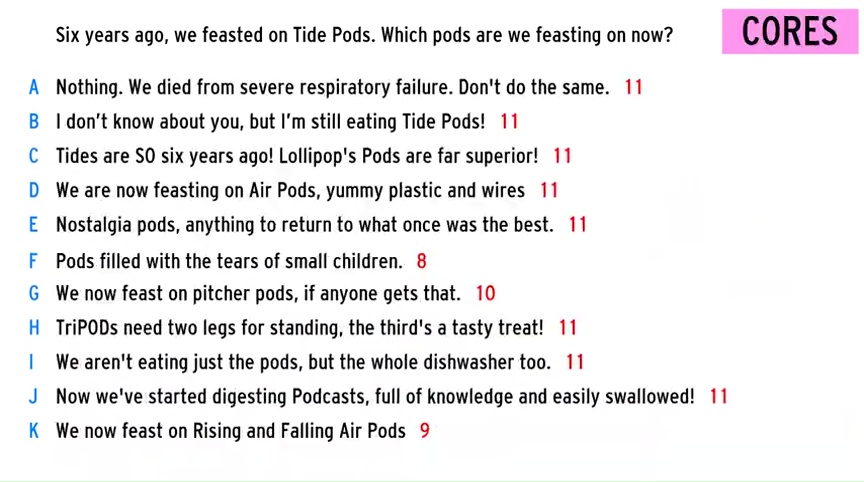 Six years ago, we feasted on Tide Pods. Which pods are we feasting on now?
CORES
A Nothing. We died from severe respiratory failure. Don't do the same. 11
B I don’t know about you, but I’m still eating Tide Pods! 11
C Tides are SO six years ago! Lollipop's Pods are far superior! 11
D We are now feasting on Air Pods, yummy plastic and wires 11
E Nostalgia pods, anything to return to what once was the best. 11
F Pods filled with the tears of small children. 8
G We now feast on pitcher pods, if anyone gets that. 10
H TriPODs need two legs for standing, the third's a tasty treat! 11
I We aren't eating just the pods, but the whole dishwasher too. 11
J Now we've started digesting Podcasts, full of knowledge and easily swallowed! 11
K We now feast on Rising and Falling Air Pods 9